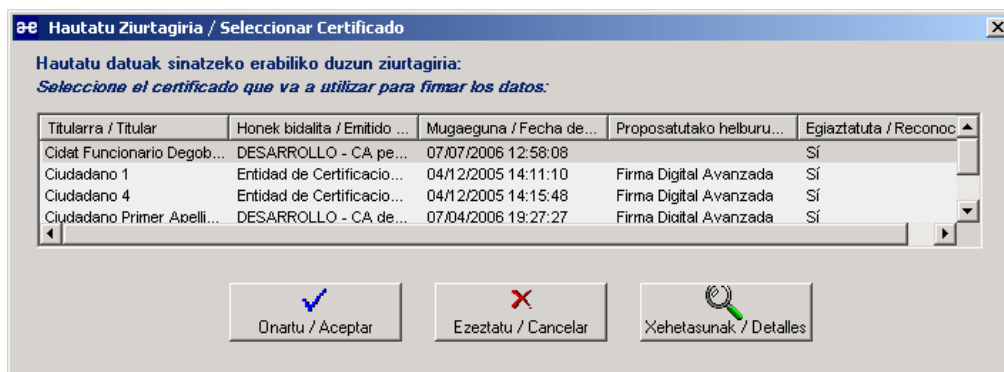 Hautatu Ziurtagiria / Seleccionar Certificado
Hautatu datuak sinatzeko erabiliko duzun ziurtagiria:
Seleccione el certificado que va a utilizar para firmar los datos:
Titularra / Titular Honek bidalita / Emitido ... Mugaeguna / Fecha de... Proposatutako helburu... Egiaztatuta / Reconoc
Cidat Funcionario Degob... DESARROLLO - CA pe... 07/07/2006 12:58:08 Sí
Ciudadano 1 Entidad de Certificacio... 04/12/2005 14:11:10 Firma Digital Avanzada Sí
Ciudadano 4 Entidad de Certificacio... 04/12/2005 14:15:48 Firma Digital Avanzada Sí
Ciudadano Primer Apelli... DESARROLLO - CA de... 07/04/2006 19:27:27 Firma Digital Avanzada Sí
Onartu / Aceptar Ezeztatu / Cancelar Xehetasunak / Detalles